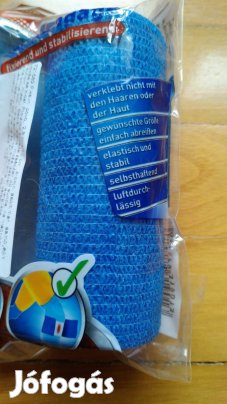 fixierend und stabilisierend
verklebt nicht mit
den Haaren oder
der Haut
gewünschte Größe
einfach abreißen
elastisch und
stabil
selbsthaftend
luftdurch-
lässig
Jófogás